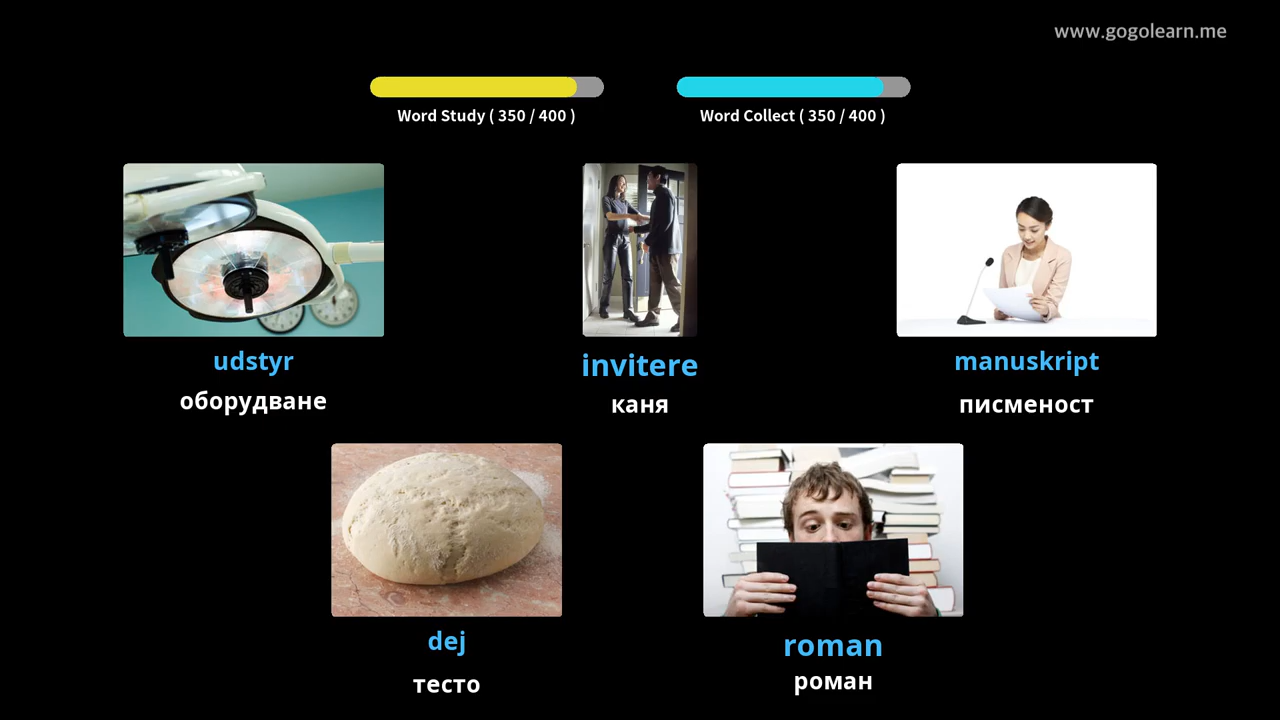 www.gogolearn.me
Word Study ( 350 / 400 )
Word Collect ( 350 / 400 )
udstyr
оборудване
invitere
каня
manuskript
писменост
dej
тесто
roman
роман